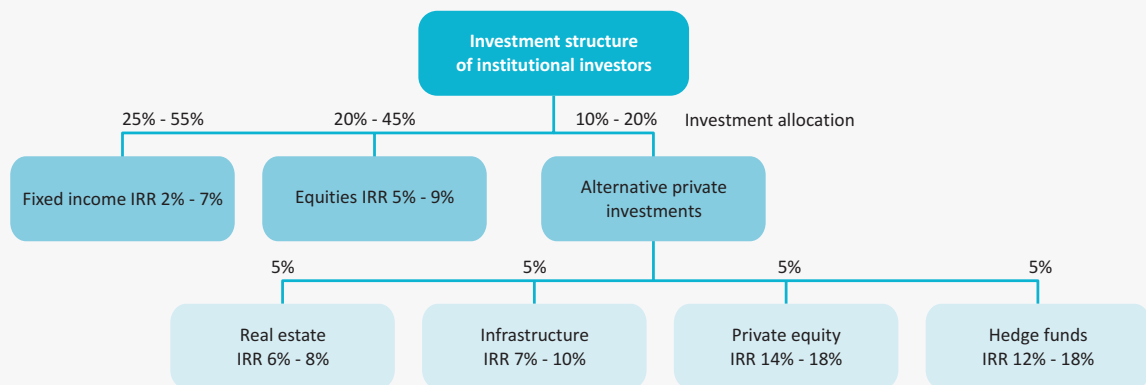 Investment structure
of institutional investors
25% - 55%
20% - 45%
10% - 20%
Investment allocation
Fixed income IRR 2% - 7%
Equities IRR 5% - 9%
Alternative private
investments
5%
5%
5%
5%
Real estate
IRR 6% - 8%
Infrastructure
IRR 7% - 10%
Private equity
IRR 14% - 18%
Hedge funds
IRR 12% - 18%